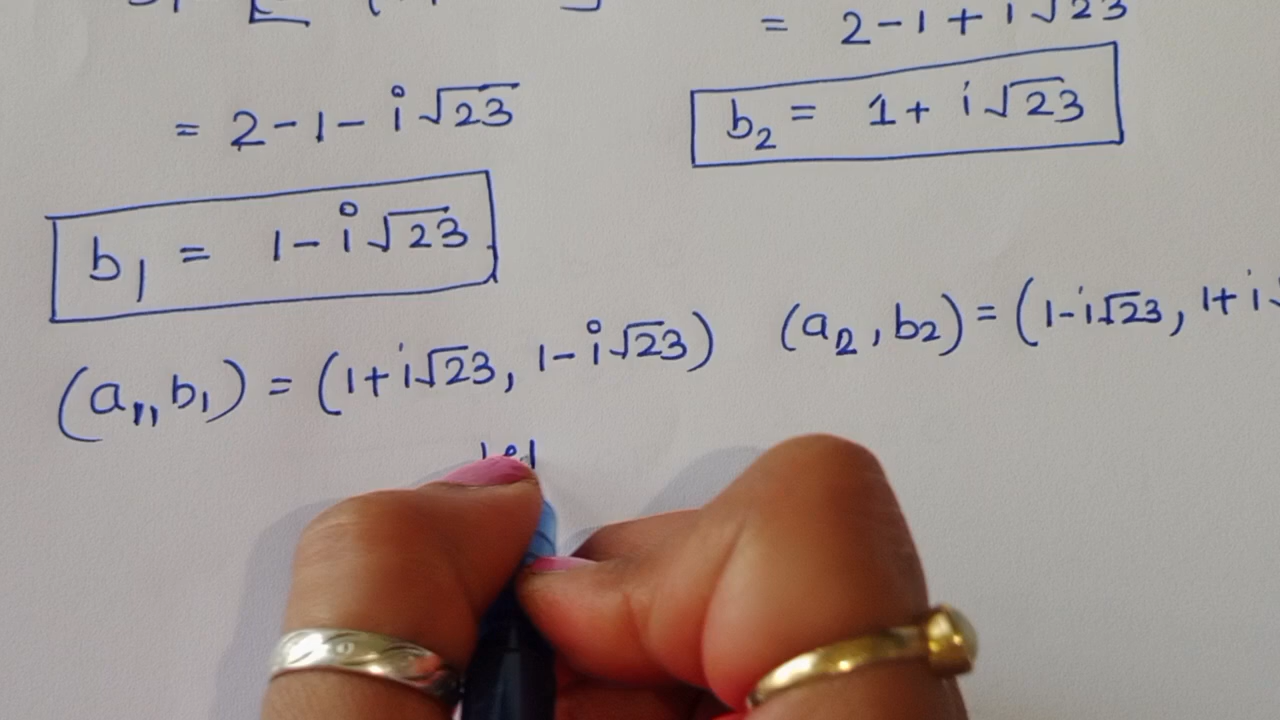 = 2-1+i√23
= 2-1-i√23
b₂ = 1+i√23
b₁ = 1-i√23
(a₁, b₁) = (1+i√23, 1-i√23)
(a₂, b₂) = (1-i√23, 1+i